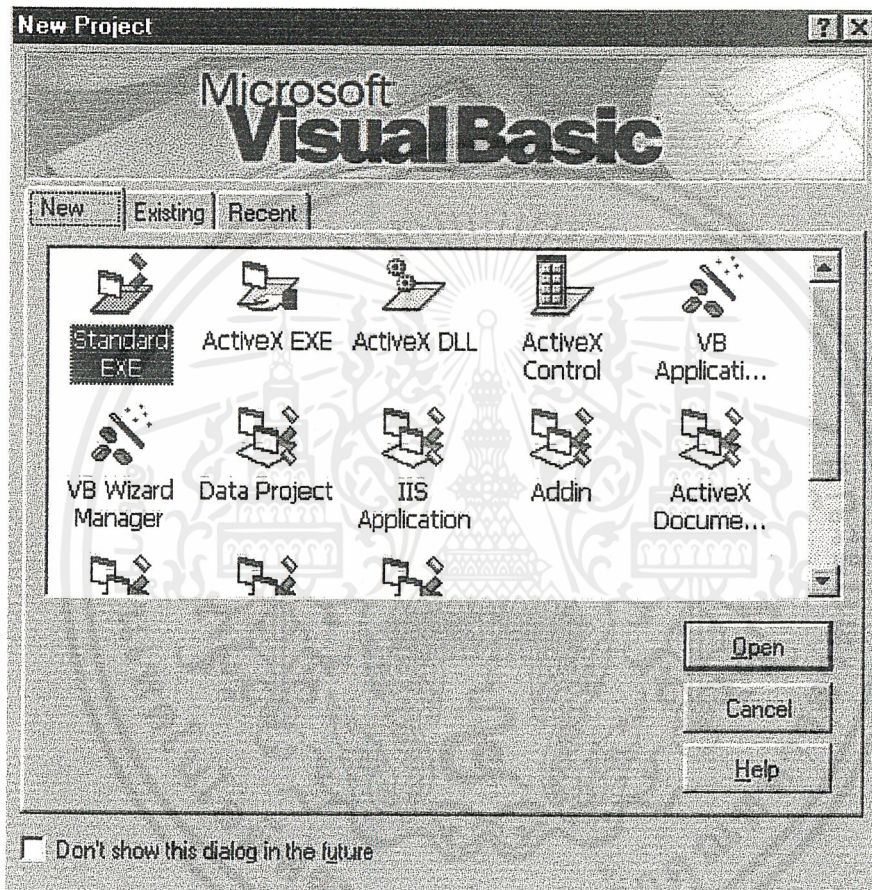 New Project
Microsoft
Visual Basic
New Existing Recent
Standard EXE
ActiveX EXE
ActiveX DLL
ActiveX Control
VB Applicati...
VB Wizard Manager
Data Project
IIS Application
Addin
ActiveX Docume...
Open
Cancel
Help
Don't show this dialog in the future